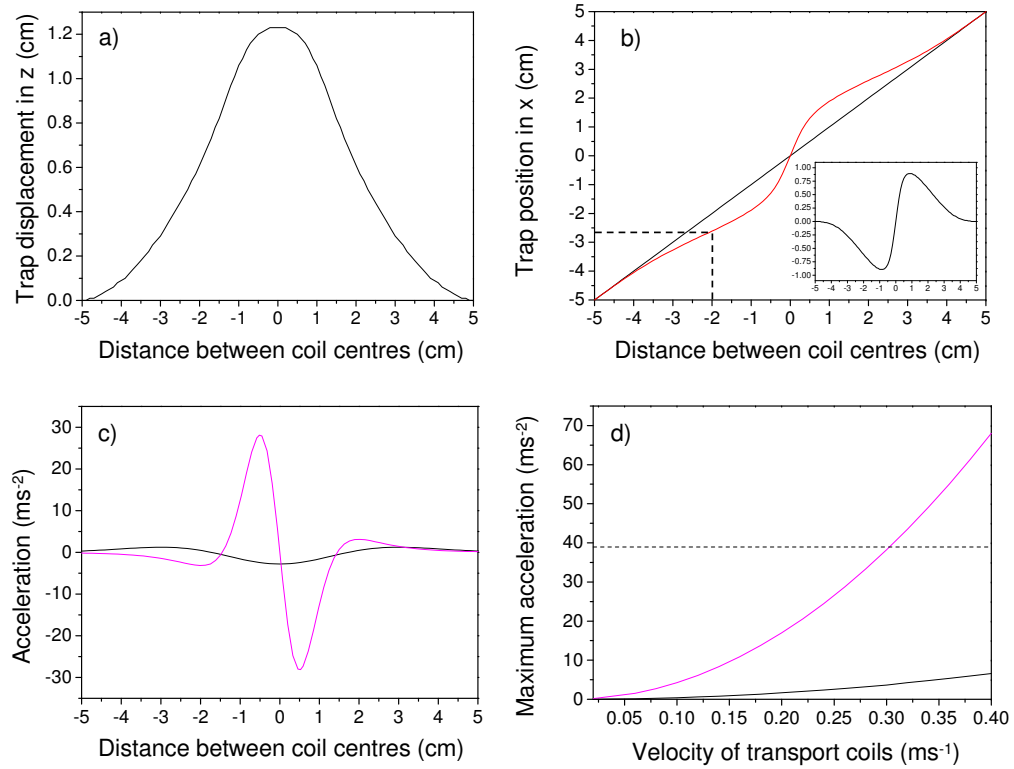 a)
Trap displacement in z (cm)
1.2
0.9
0.6
0.3
0.0
-5 -4 -3 -2 -1 0 1 2 3 4 5
Distance between coil centres (cm)
b)
Trap position in x (cm)
5
4
3
2
1
0
-1
-2
-3
-4
-5
-5 -4 -3 -2 -1 0 1 2 3 4 5
Distance between coil centres (cm)
1.00
0.75
0.50
0.25
0.00
-0.25
-0.50
-0.75
-1.00
-5 -4 -3 -2 -1 0 1 2 3 4 5
c)
Acceleration (ms-2)
30
20
10
0
-10
-20
-30
-5 -4 -3 -2 -1 0 1 2 3 4 5
Distance between coil centres (cm)
d)
Maximum acceleration (ms-2)
70
60
50
40
30
20
10
0
0.05 0.10 0.15 0.20 0.25 0.30 0.35 0.40
Velocity of transport coils (ms-1)